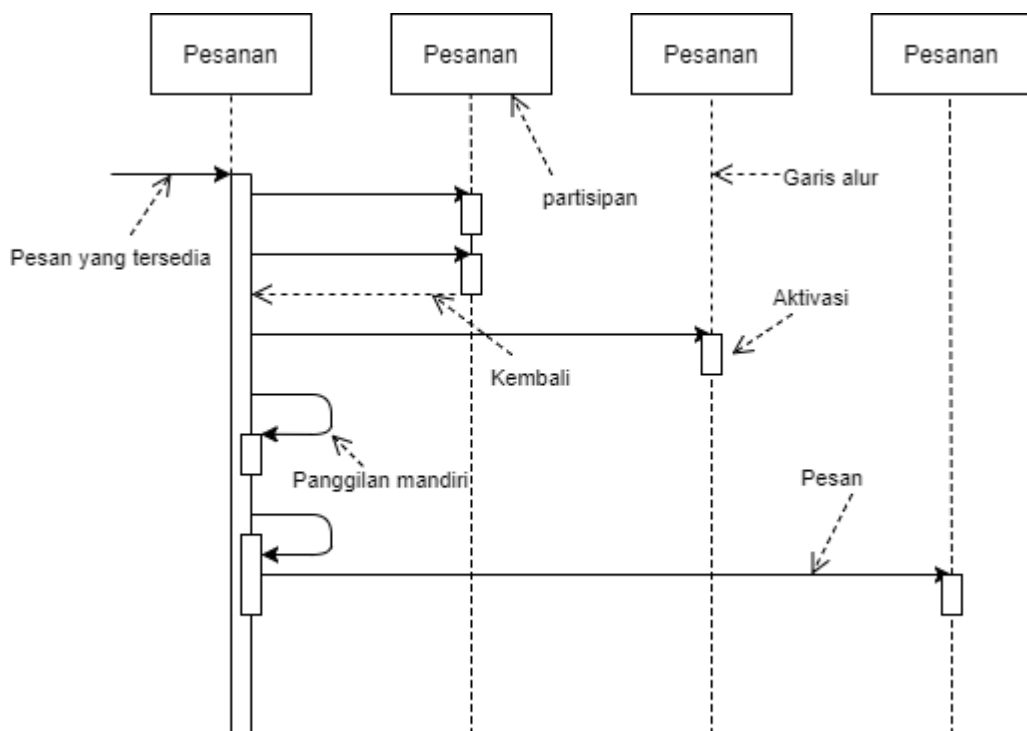 Pesanan
Pesanan
Pesanan
Pesanan
Garis alur
partisipan
Pesan yang tersedia
Aktivasi
Kembali
Panggilan mandiri
Pesan